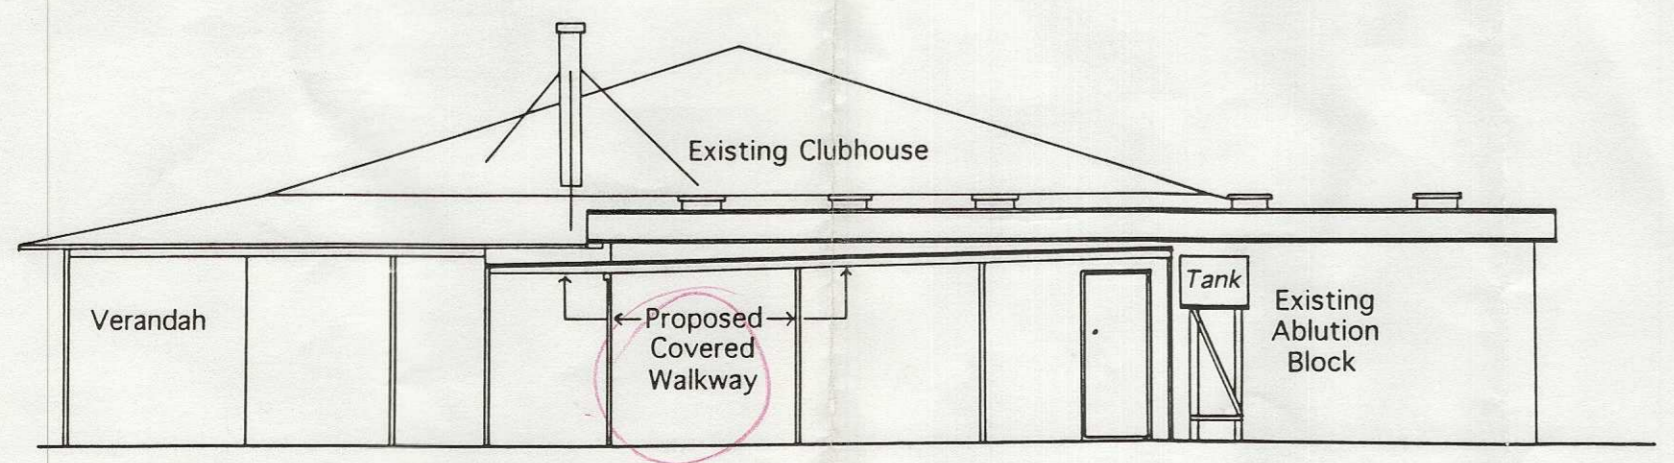 Existing Clubhouse
Verandah
Proposed
Covered
Walkway
Tank
Existing
Ablution
Block